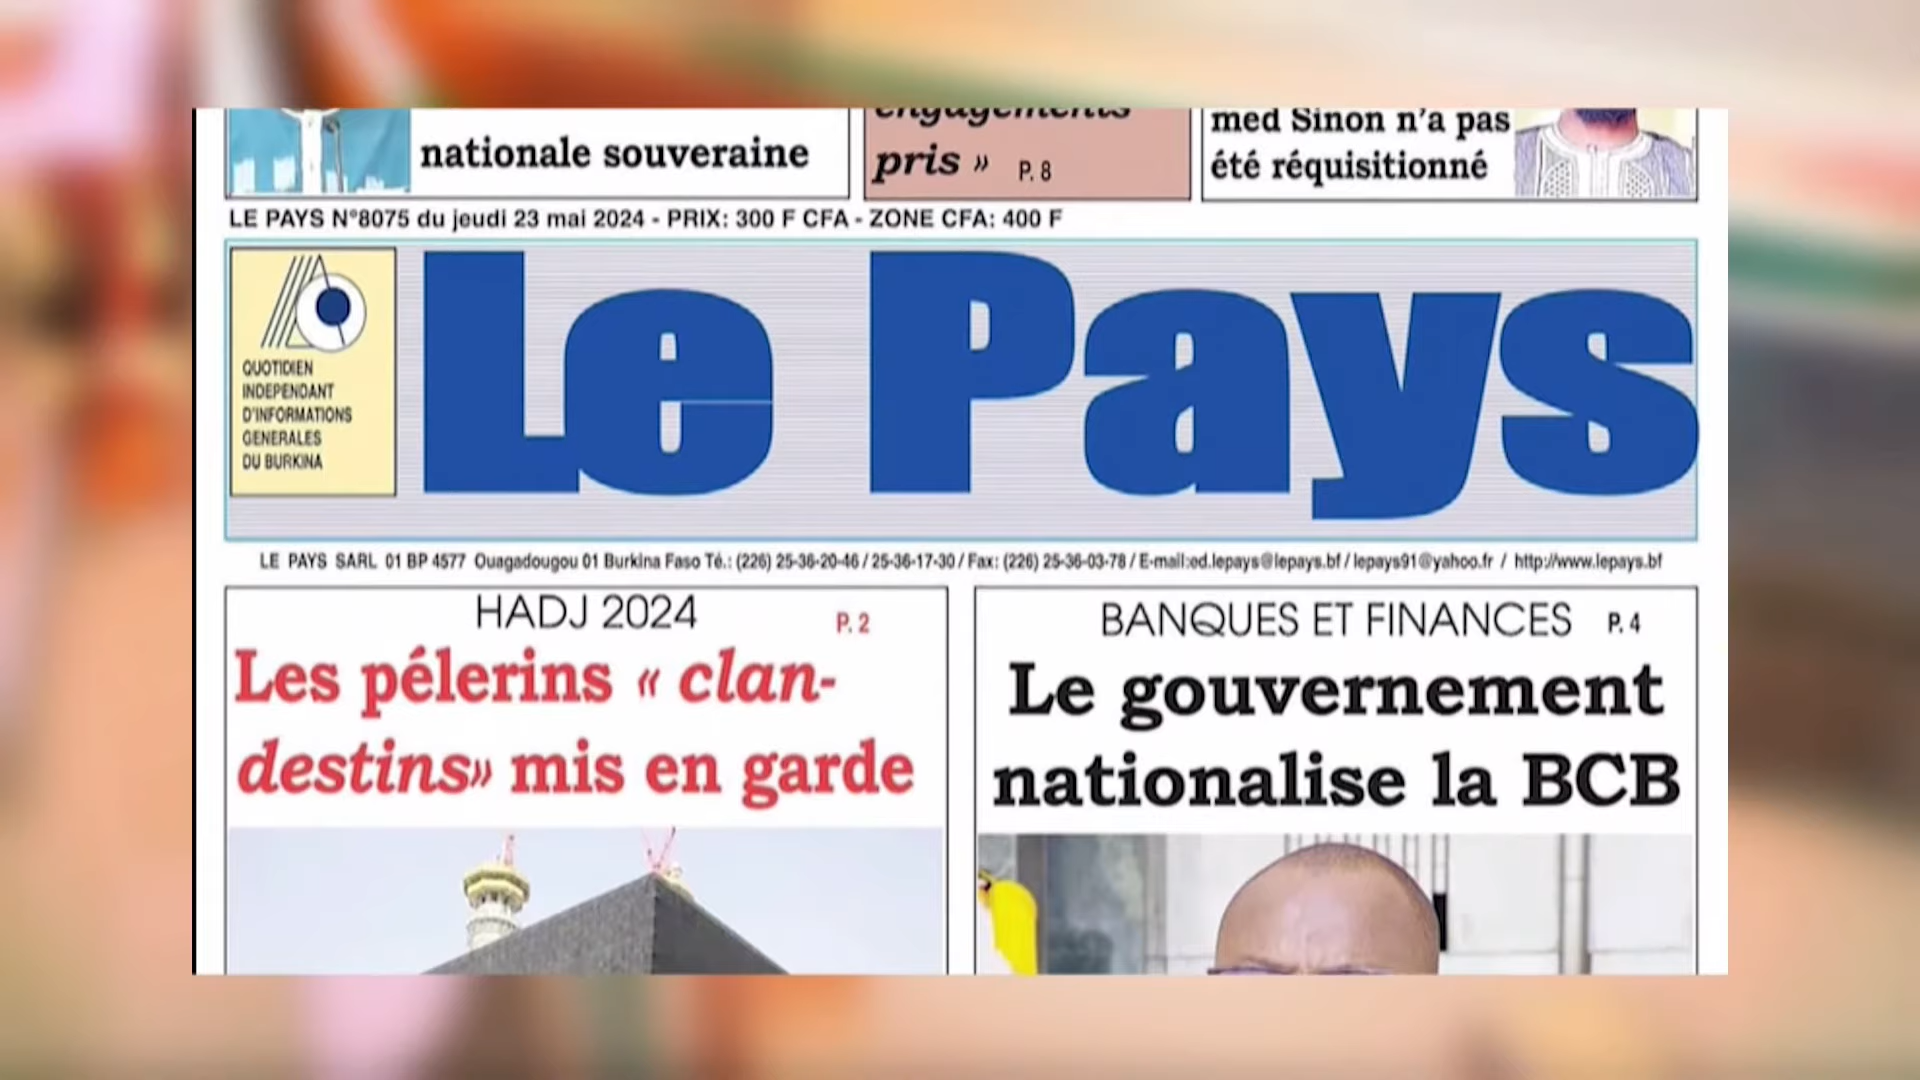 nationale souveraine
engagements
pris » P. 8
med Sinon n'a pas
été réquisitionné
LE PAYS N°8075 du jeudi 23 mai 2024 - PRIX: 300 F CFA - ZONE CFA: 400 F
QUOTIDIEN
INDEPENDANT
D'INFORMATIONS
GENERALES
DU BURKINA
Le Pays
LE PAYS SARL 01 BP 4577 Ouagadougou 01 Burkina Faso Té.: (226) 25-36-20-46 / 25-36-17-30 / Fax: (226) 25-36-03-78 / E-mail:ed.lepays@lepays.bf / lepays91@yahoo.fr / http://www.lepays.bf
HADJ 2024 P. 2
Les pélerins « clan-
destins» mis en garde
BANQUES ET FINANCES P. 4
Le gouvernement
nationalise la BCB